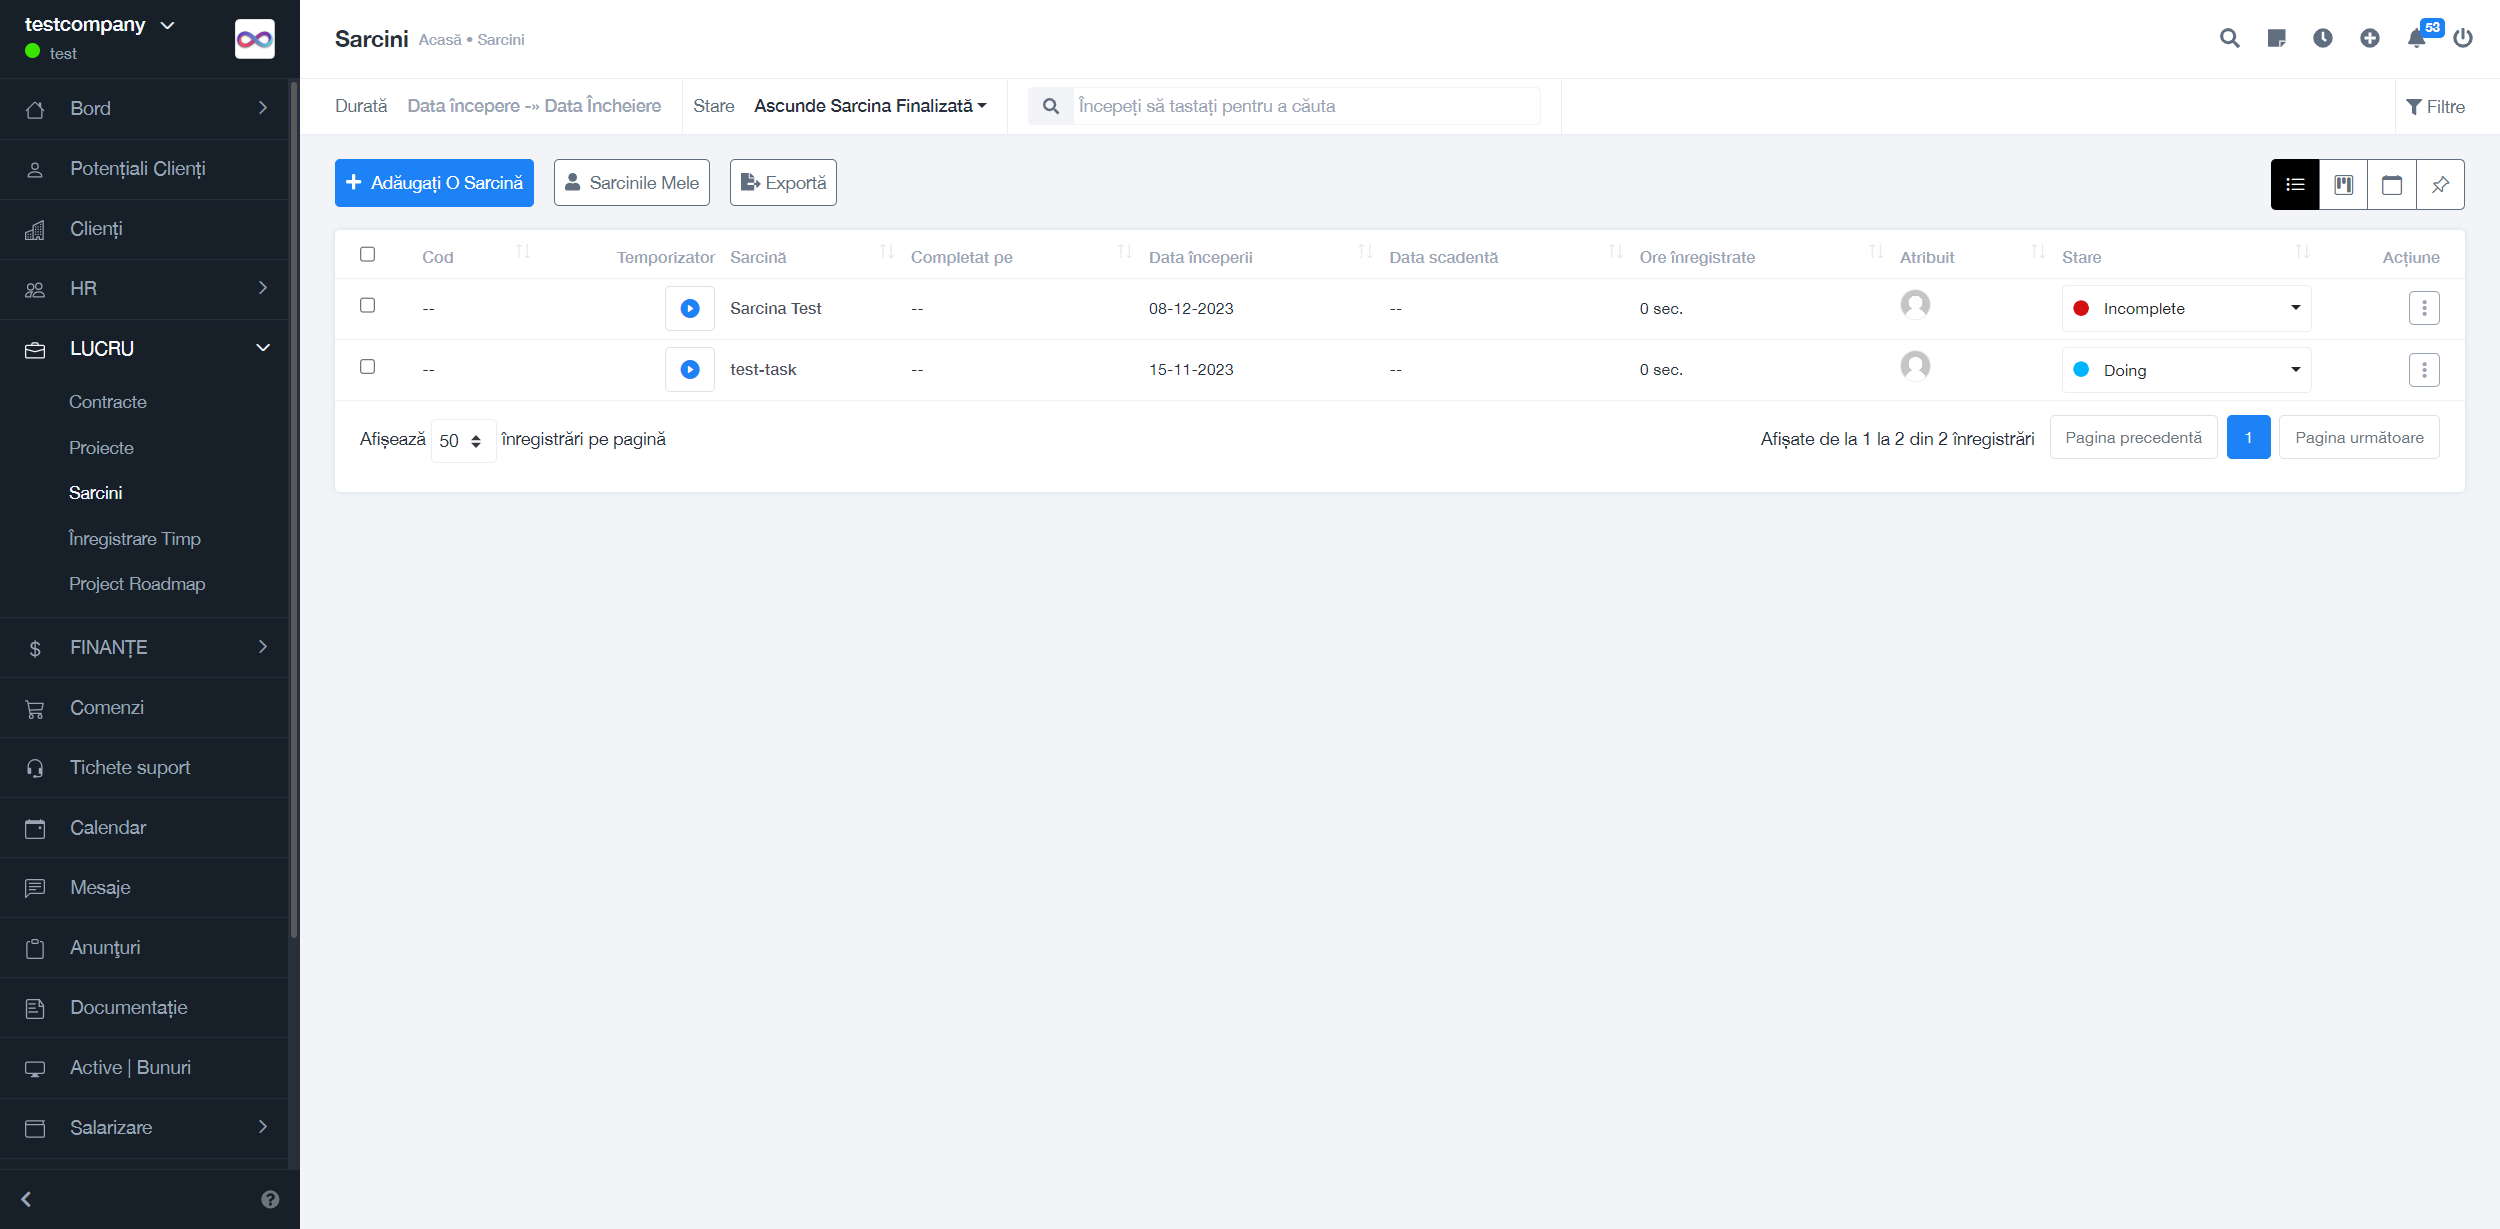 testcompany
test
Bord
Potențiali Clienți
Clienți
HR
LUCRU
Contracte
Proiecte
Sarcini
Înregistrare Timp
Project Roadmap
FINANȚE
Comenzi
Tichete suport
Calendar
Mesaje
Anunţuri
Documentație
Active | Bunuri
Salarizare
Sarcini Acasă • Sarcini
53
Durată Data începere -» Data Încheiere Stare Ascunde Sarcina Finalizată Începeți să tastați pentru a căuta Filtre
Adăugați O Sarcină Sarcinile Mele Exportă
Cod Temporizator Sarcină Completat pe Data începerii Data scadentă Ore înregistrate Atribuit Stare Acțiune
-- Sarcina Test -- 08-12-2023 -- 0 sec. Incomplete
-- test-task -- 15-11-2023 -- 0 sec. Doing
Afișează 50 înregistrări pe pagină Afișate de la 1 la 2 din 2 înregistrări Pagina precedentă 1 Pagina următoare